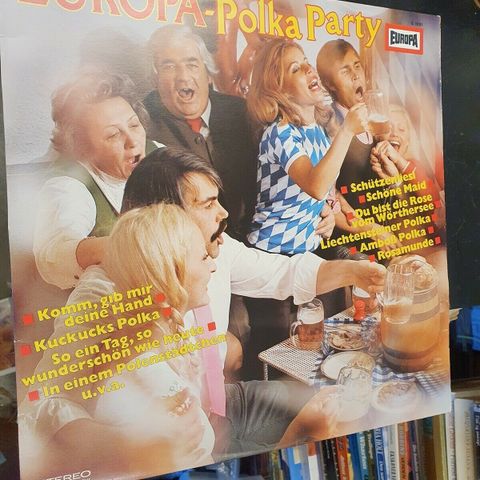 EUROPA-Polka Party
EUROPA
Schützenliesl
Schöne Maid
Du bist die Rose
vom Wörthersee
Liechtensteiner Polka
Amboß Polka
Rosamunde
Komm, gib mir
deine Hand
Kuckucks Polka
So ein Tag, so
wunderschön wie heute
In einem Polenstädtchen
u.v.a.
STEREO